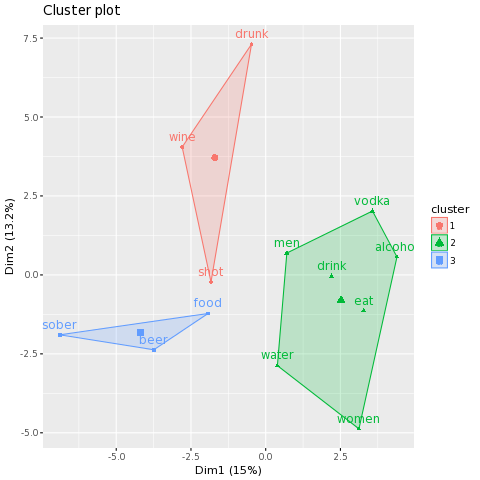 Cluster plot
drunk
7.5
5.0
wine
2.5
vodka
men
alcoho
shot
drink
0.0
food
eat
sober
beer
-2.5
water
women
-5.0
Dim2 (13.2%)
cluster
1
2
3
-5.0 -2.5 0.0 2.5
Dim1 (15%)